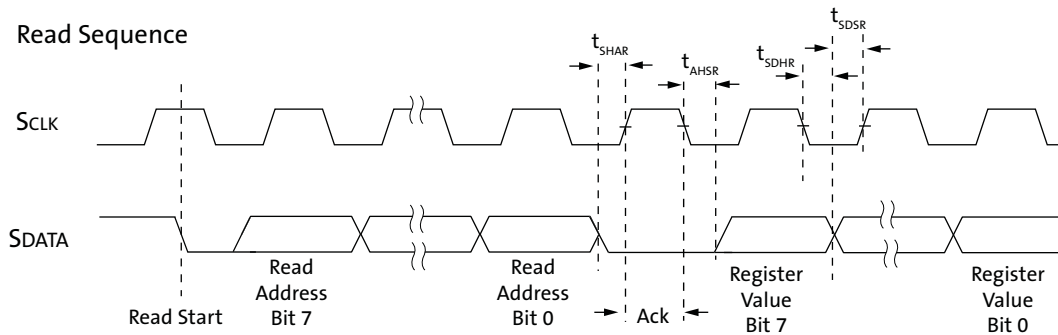 Read Sequence
tSHAR
tAHSR
tSDHR
tSDSR
SCLK
SDATA
Read Start
Read
Address
Bit 7
Read
Address
Bit 0
Ack
Register
Value
Bit 7
Register
Value
Bit 0